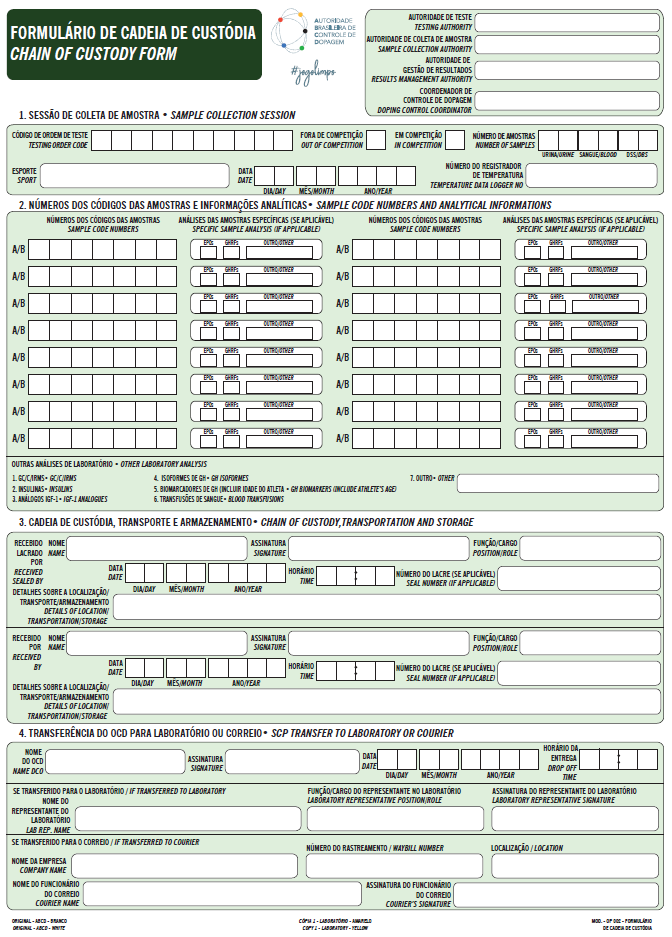 FORMULÁRIO DE CADEIA DE CUSTÓDIA
CHAIN OF CUSTODY FORM
AUTORIDADE
BRASILEIRA DE
CONTROLE DE
DOPAGEM
#jogolimpo
AUTORIDADE DE TESTE
TESTING AUTHORITY
AUTORIDADE DE COLETA DE AMOSTRA
SAMPLE COLLECTION AUTHORITY
AUTORIDADE DE
GESTÃO DE RESULTADOS
RESULTS MANAGEMENT AUTHORITY
COORDENADOR DE
CONTROLE DE DOPAGEM
DOPING CONTROL COORDINATOR
1. SESSÃO DE COLETA DE AMOSTRA • SAMPLE COLLECTION SESSION
CÓDIGO DE ORDEM DE TESTE
TESTING ORDER CODE
FORA DE COMPETIÇÃO
OUT OF COMPETITION
EM COMPETIÇÃO
IN COMPETITION
NÚMERO DE AMOSTRAS
NUMBER OF SAMPLES
URINA/URINE SANGUE/BLOOD DSS/DBS
ESPORTE
SPORT
DATA
DATE
DIA/DAY MÊS/MONTH ANO/YEAR
NÚMERO DO REGISTRADOR
DE TEMPERATURA
TEMPERATURE DATA LOGGER NO
2. NÚMEROS DOS CÓDIGOS DAS AMOSTRAS E INFORMAÇÕES ANALÍTICAS • SAMPLE CODE NUMBERS AND ANALYTICAL INFORMATIONS
NÚMEROS DOS CÓDIGOS DAS AMOSTRAS ANÁLISES DAS AMOSTRAS ESPECÍFICAS (SE APLICÁVEL) NÚMEROS DOS CÓDIGOS DAS AMOSTRAS ANÁLISES DAS AMOSTRAS ESPECÍFICAS (SE APLICÁVEL)
SAMPLE CODE NUMBERS SPECIFIC SAMPLE ANALYSIS (IF APPLICABLE) SAMPLE CODE NUMBERS SPECIFIC SAMPLE ANALYSIS (IF APPLICABLE)
A/B EPOs GHRFs OUTRO/OTHER A/B EPOs GHRFs OUTRO/OTHER
A/B EPOs GHRFs OUTRO/OTHER A/B EPOs GHRFs OUTRO/OTHER
A/B EPOs GHRFs OUTRO/OTHER A/B EPOs GHRFs OUTRO/OTHER
A/B EPOs GHRFs OUTRO/OTHER A/B EPOs GHRFs OUTRO/OTHER
A/B EPOs GHRFs OUTRO/OTHER A/B EPOs GHRFs OUTRO/OTHER
A/B EPOs GHRFs OUTRO/OTHER A/B EPOs GHRFs OUTRO/OTHER
A/B EPOs GHRFs OUTRO/OTHER A/B EPOs GHRFs OUTRO/OTHER
A/B EPOs GHRFs OUTRO/OTHER A/B EPOs GHRFs OUTRO/OTHER
OUTRAS ANÁLISES DE LABORATÓRIO • OTHER LABORATORY ANALYSIS
1. GC/C/IRMS • GC/C/IRMS 4. ISOFORMES DE GH • GH ISOFORMES 7. OUTRO • OTHER
2. INSULINAS • INSULINS 5. BIOMARCADORES DE GH (INCLUIR IDADE DO ATLETA • GH BIOMARKERS (INCLUDE ATHLETE'S AGE)
3. ANÁLOGOS IGF-1 • IGF-1 ANALOGUES 6. TRANSFUSÕES DE SANGUE • BLOOD TRANSFUSIONS
3. CADEIA DE CUSTÓDIA, TRANSPORTE E ARMAZENAMENTO • CHAIN OF CUSTODY,TRANSPORTATION AND STORAGE
RECEBIDO
LACRADO
POR
RECEIVED
SEALED BY
NOME
NAME
ASSINATURA
SIGNATURE
FUNÇÃO/CARGO
POSITION/ROLE
DATA
DATE
DIA/DAY MÊS/MONTH ANO/YEAR
HORÁRIO
TIME
:
NÚMERO DO LACRE (SE APLICÁVEL)
SEAL NUMBER (IF APLICABLE)
DETALHES SOBRE A LOCALIZAÇÃO/
TRANSPORTE/ARMAZENAMENTO
DETAILS OF LOCATION/
TRANSPORTATION/STORAGE
RECEBIDO
POR
RECEIVED
BY
NOME
NAME
ASSINATURA
SIGNATURE
FUNÇÃO/CARGO
POSITION/ROLE
DATA
DATE
DIA/DAY MÊS/MONTH ANO/YEAR
HORÁRIO
TIME
:
NÚMERO DO LACRE (SE APLICÁVEL)
SEAL NUMBER (IF APLICABLE)
DETALHES SOBRE A LOCALIZAÇÃO/
TRANSPORTE/ARMAZENAMENTO
DETAILS OF LOCATION/
TRANSPORTATION/STORAGE
4. TRANSFERÊNCIA DO OCD PARA LABORATÓRIO OU CORREIO • SCP TRANSFER TO LABORATORY OR COURIER
NOME
DO OCD
NAME DCO
ASSINATURA
SIGNATURE
DATA
DATE
DIA/DAY MÊS/MONTH ANO/YEAR
HORÁRIO DA
ENTREGA
DROP OFF
TIME
:
SE TRANSFERIDO PARA O LABORATÓRIO / IF TRANSFERRED TO LABORATORY
NOME DO
REPRESENTANTE DO
LABORATÓRIO
LAB REP. NAME
FUNÇÃO/CARGO DO REPRESENTANTE NO LABORATÓRIO
LABORATORY REPRESENTATIVE POSITION/ROLE
ASSINATURA DO REPRESENTANTE DO LABORATÓRIO
LABORATORY REPRESENTATIVE SIGNATURE
SE TRANSFERIDO PARA O CORREIO / IF TRANSFERRED TO COURIER
NOME DA EMPRESA
COMPANY NAME
NÚMERO DO RASTREAMENTO / WAYBILL NUMBER
LOCALIZAÇÃO / LOCATION
NOME DO FUNCIONÁRIO
DO CORREIO
COURIER NAME
ASSINATURA DO FUNCIONÁRIO
DO CORREIO
COURIER'S SIGNATURE
ORIGINAL - ABCD - BRANCO CÓPIA 1 - LABORATÓRIO - AMARELO MOD. - OP 002 - FORMULÁRIO
ORIGINAL - ABCD - WHITE COPY 1 - LABORATORY - YELLOW DE CADEIA DE CUSTÓDIA